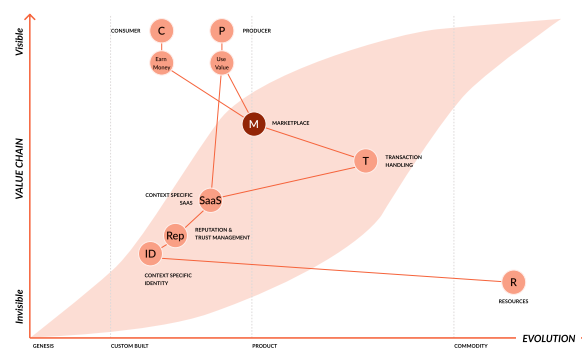 Visible
CONSUMER
C
P
PRODUCER
Earn
Money
Use
Value
M
MARKETPLACE
VALUE CHAIN
T
TRANSACTION
HANDLING
CONTEXT SPECIFIC
SAAS
SaaS
Rep
REPUTATION &
TRUST MANAGEMENT
ID
CONTEXT SPECIFIC
IDENTITY
R
RESOURCES
Invisible
GENESIS
CUSTOM BUILT
PRODUCT
COMMODITY
EVOLUTION